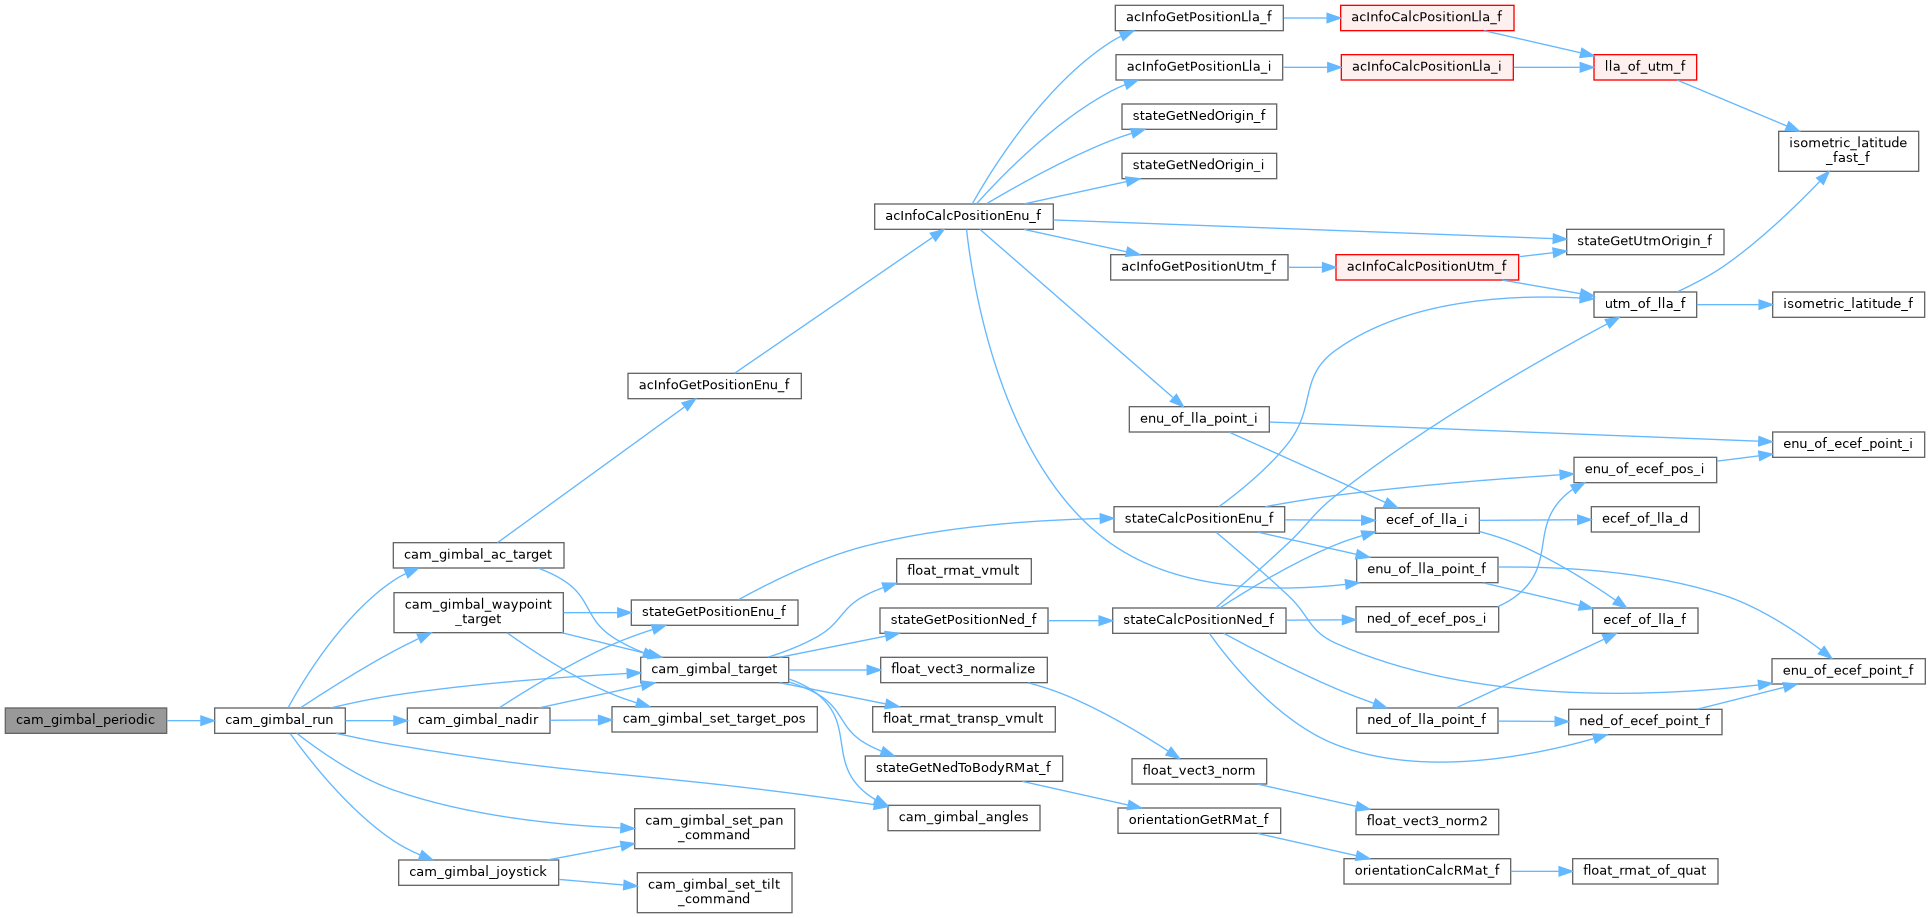 cam_gimbal_periodic
cam_gimbal_run
cam_gimbal_ac_target
cam_gimbal_waypoint
_target
cam_gimbal_nadir
cam_gimbal_joystick
acInfoGetPositionEnu_f
stateGetPositionEnu_f
cam_gimbal_target
cam_gimbal_set_target_pos
cam_gimbal_set_pan
_command
cam_gimbal_set_tilt
_command
acInfoCalcPositionEnu_f
float_rmat_vmult
stateGetPositionNed_f
float_vect3_normalize
float_rmat_transp_vmult
stateGetNedToBodyRMat_f
cam_gimbal_angles
acInfoGetPositionLla_f
acInfoGetPositionLla_i
stateGetNedOrigin_f
stateGetNedOrigin_i
acInfoGetPositionUtm_f
enu_of_lla_point_i
stateCalcPositionEnu_f
stateCalcPositionNed_f
float_vect3_norm
orientationGetRMat_f
acInfoCalcPositionLla_f
acInfoCalcPositionLla_i
acInfoCalcPositionUtm_f
ecef_of_lla_i
enu_of_lla_point_f
ned_of_ecef_pos_i
ned_of_lla_point_f
float_vect3_norm2
orientationCalcRMat_f
lla_of_utm_f
stateGetUtmOrigin_f
utm_of_lla_f
enu_of_ecef_pos_i
ecef_of_lla_d
ecef_of_lla_f
ned_of_ecef_point_f
float_rmat_of_quat
isometric_latitude
_fast_f
isometric_latitude_f
enu_of_ecef_point_i
enu_of_ecef_point_f